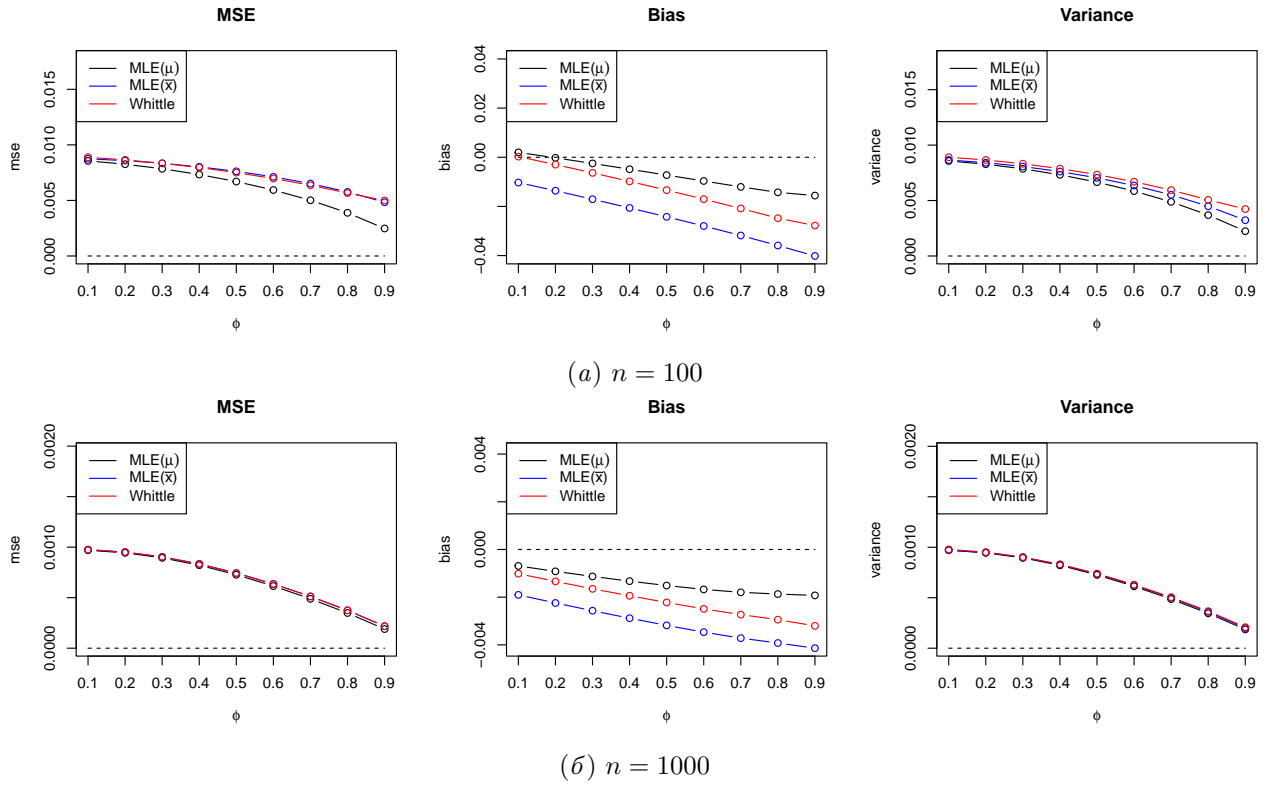 MSE
mse
0.000 0.005 0.010 0.015
MLE(μ)
MLE(x̅)
Whittle
0.1 0.2 0.3 0.4 0.5 0.6 0.7 0.8 0.9
ϕ
Bias
bias
−0.04 0.00 0.02 0.04
MLE(μ)
MLE(x̅)
Whittle
0.1 0.2 0.3 0.4 0.5 0.6 0.7 0.8 0.9
ϕ
Variance
variance
0.000 0.005 0.010 0.015
MLE(μ)
MLE(x̅)
Whittle
0.1 0.2 0.3 0.4 0.5 0.6 0.7 0.8 0.9
ϕ
(а) n = 100
MSE
mse
0.0000 0.0010 0.0020
MLE(μ)
MLE(x̅)
Whittle
0.1 0.2 0.3 0.4 0.5 0.6 0.7 0.8 0.9
ϕ
Bias
bias
−0.004 0.000 0.004
MLE(μ)
MLE(x̅)
Whittle
0.1 0.2 0.3 0.4 0.5 0.6 0.7 0.8 0.9
ϕ
Variance
variance
0.0000 0.0010 0.0020
MLE(μ)
MLE(x̅)
Whittle
0.1 0.2 0.3 0.4 0.5 0.6 0.7 0.8 0.9
ϕ
(б) n = 1000